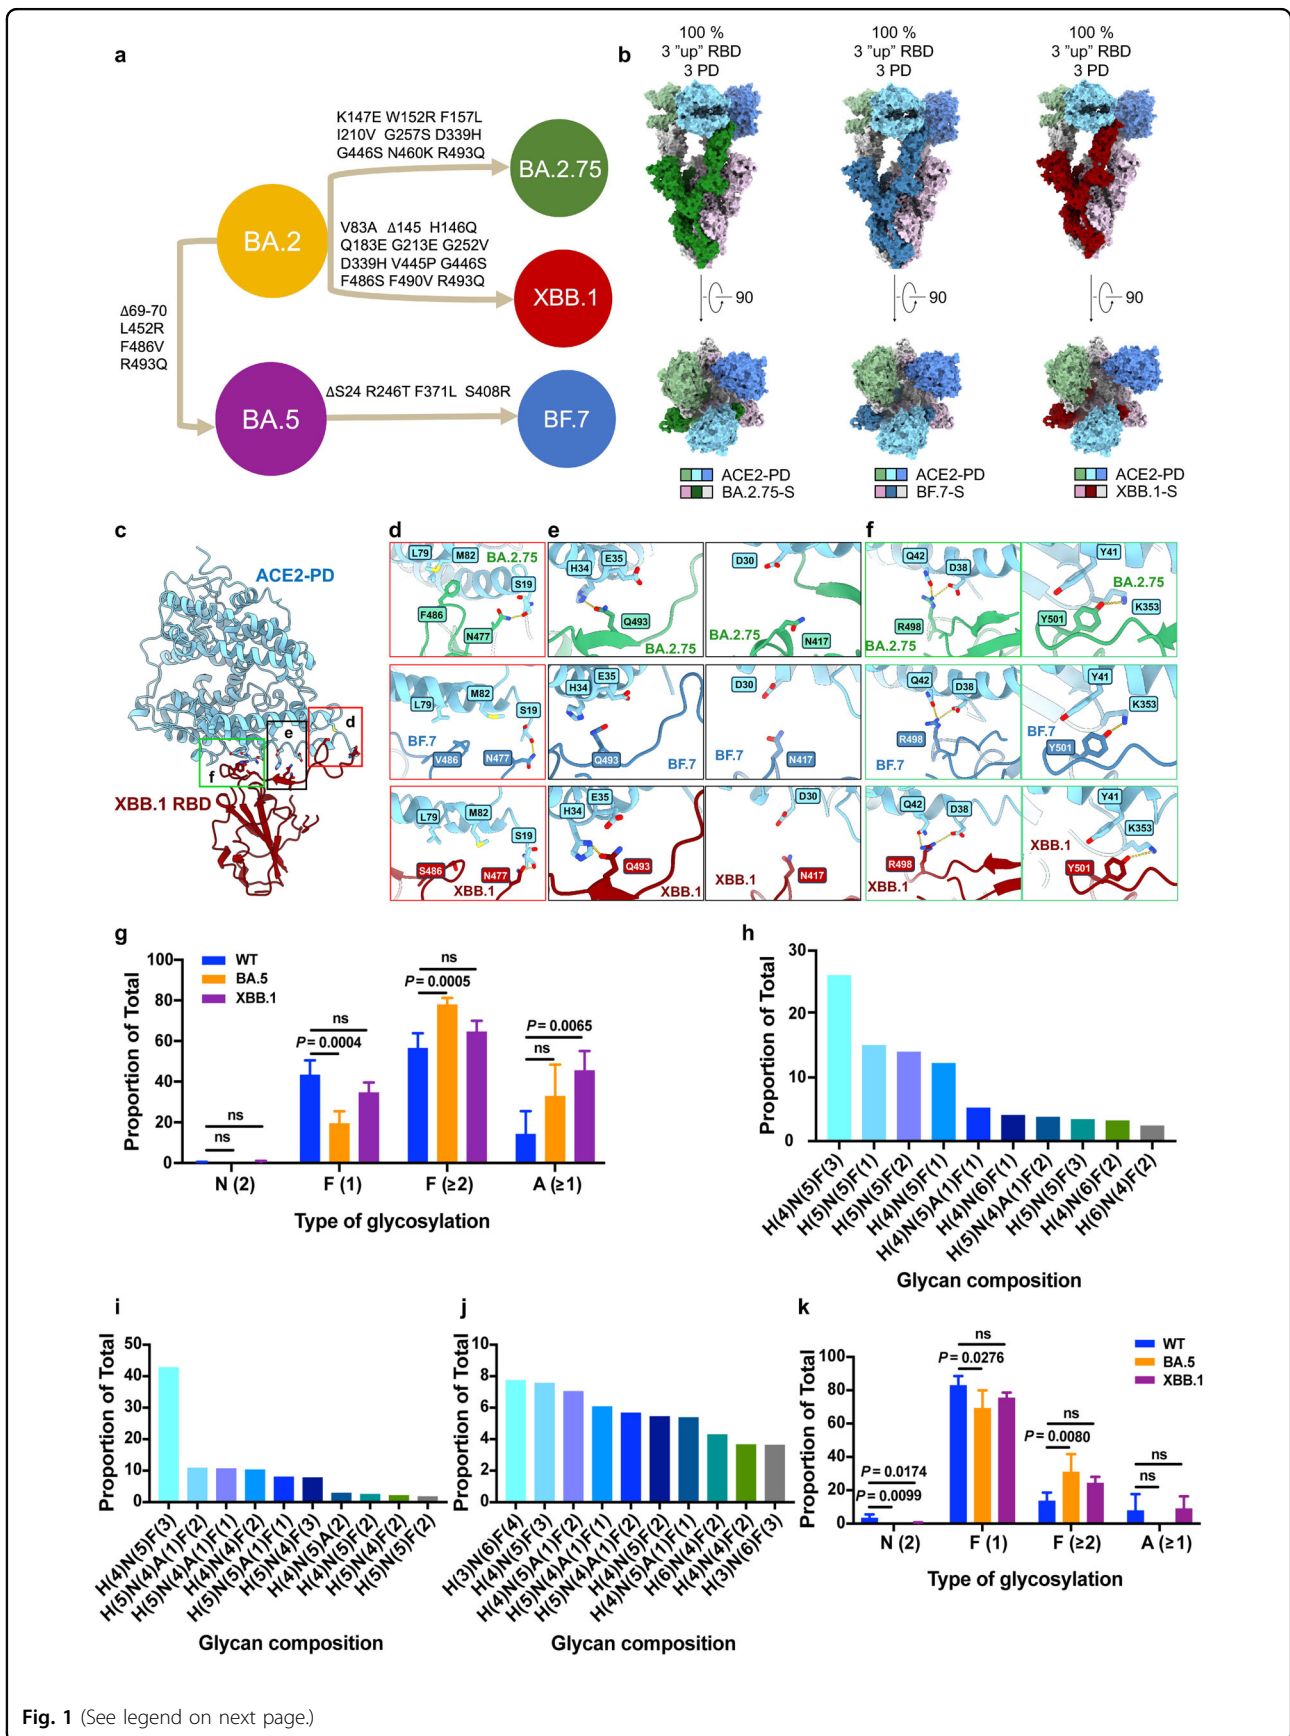 a
K147E W152R F157L
I210V G257S D339H
G446S N460K R493Q
BA.2.75
BA.2
V83A Δ145 H146Q
Q183E G213E G252V
D339H V445P G446S
F486S F490V R493Q
XBB.1
Δ69-70
L452R
F486V
R493Q
BA.5
ΔS24 R246T F371L S408R
BF.7
b
100 %
3 "up" RBD
3 PD
100 %
3 "up" RBD
3 PD
100 %
3 "up" RBD
3 PD
90
90
90
ACE2-PD
BA.2.75-S
ACE2-PD
BF.7-S
ACE2-PD
XBB.1-S
c
ACE2-PD
d
e
f
XBB.1 RBD
d
L79
M82
BA.2.75
S19
F486
N477
L79
M82
S19
BF.7
V486
N477
L79
M82
S19
S486
N477
XBB.1
e
E35
H34
Q493
BA.2.75
D30
BA.2.75
N417
E35
H34
Q493
BF.7
D30
BF.7
N417
E35
H34
Q493
XBB.1
D30
XBB.1
N417
f
Q42
D38
R498
BA.2.75
Y41
BA.2.75
K353
Y501
Q42
D38
R498
BF.7
Y41
K353
BF.7
Y501
Q42
D38
R498
XBB.1
Y41
K353
XBB.1
Y501
g
WT
BA.5
XBB.1
Proportion of Total
100
80
60
40
20
0
ns
ns
ns
P = 0.0004
ns
P = 0.0005
P = 0.0065
ns
N (2)
F (1)
F (≥2)
A (≥1)
Type of glycosylation
h
Proportion of Total
30
20
10
0
H(4)N(5)F(3)
H(5)N(5)F(1)
H(5)N(5)F(2)
H(4)N(5)F(1)
H(4)N(5)A(1)F(1)
H(4)N(6)F(1)
H(5)N(4)A(1)F(2)
H(5)N(5)F(3)
H(4)N(6)F(2)
H(6)N(4)F(2)
Glycan composition
i
Proportion of Total
50
40
30
20
10
0
H(4)N(5)F(3)
H(5)N(4)A(1)F(2)
H(5)N(4)A(1)F(1)
H(4)N(4)F(2)
H(5)N(5)A(1)F(1)
H(5)N(4)F(3)
H(4)N(5)A(2)
H(4)N(5)F(2)
H(5)N(4)F(2)
H(5)N(5)F(2)
Glycan composition
j
Proportion of Total
10
8
6
4
2
0
H(3)N(6)F(4)
H(4)N(5)F(3)
H(4)N(5)A(1)F(2)
H(5)N(4)A(1)F(1)
H(5)N(4)A(1)F(2)
H(4)N(5)F(2)
H(4)N(5)A(1)F(1)
H(6)N(4)F(2)
H(4)N(4)F(2)
H(3)N(6)F(3)
Glycan composition
k
WT
BA.5
XBB.1
Proportion of Total
100
80
60
40
20
0
P = 0.0174
P = 0.0099
ns
P = 0.0276
ns
P = 0.0080
ns
ns
N (2)
F (1)
F (≥2)
A (≥1)
Type of glycosylation
Fig. 1 (See legend on next page.)